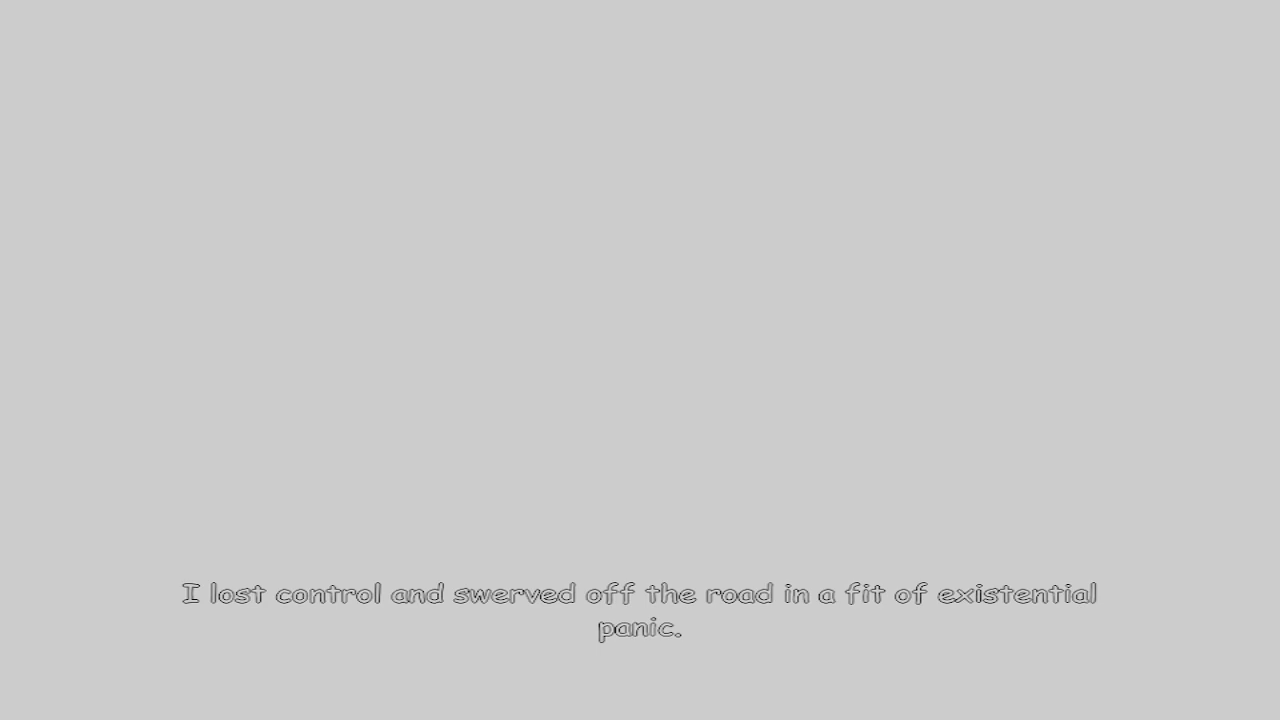 I lost control and swerved off the road in a fit of existential
panic.